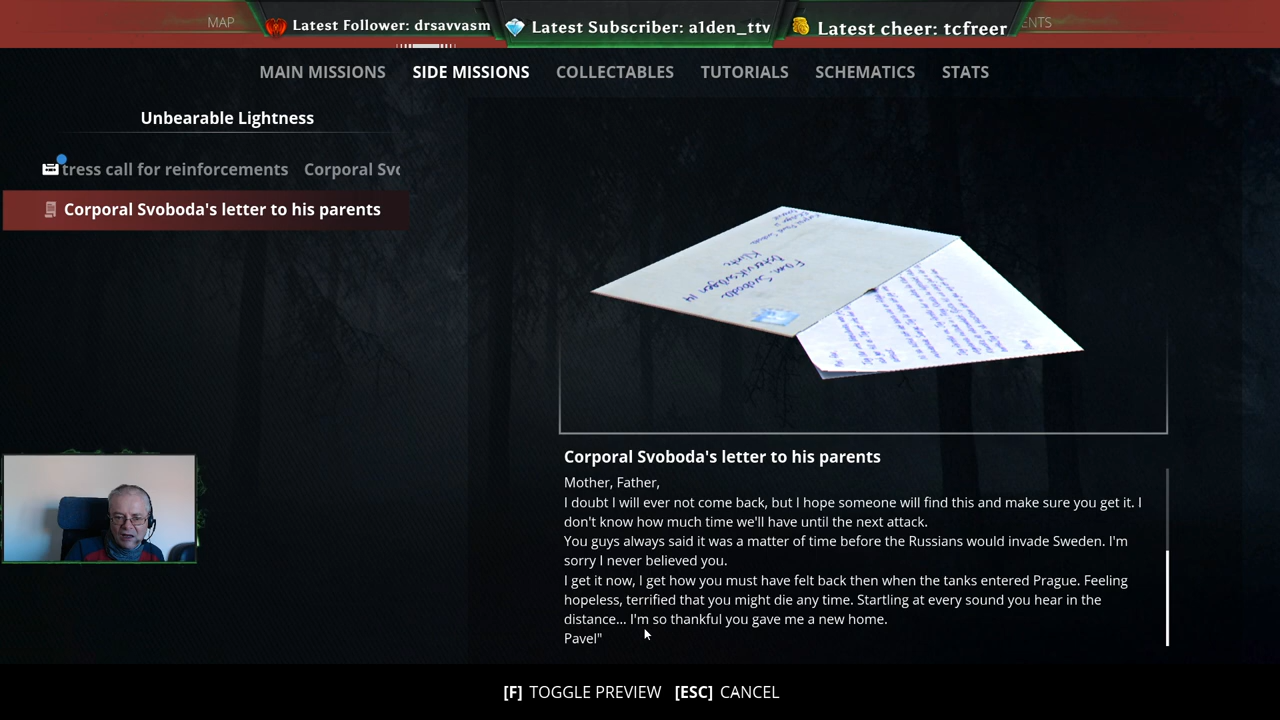 MAP
Latest Follower: drsavvasm
Latest Subscriber: a1den_ttv
Latest cheer: tcfreer
ENTS
MAIN MISSIONS
SIDE MISSIONS
COLLECTABLES
TUTORIALS
SCHEMATICS
STATS
Unbearable Lightness
tress call for reinforcements Corporal Svo
Corporal Svoboda's letter to his parents
Fam. Svoboda
Corporal Svoboda's letter to his parents
Mother, Father,
I doubt I will ever not come back, but I hope someone will find this and make sure you get it. I
don't know how much time we'll have until the next attack.
You guys always said it was a matter of time before the Russians would invade Sweden. I'm
sorry I never believed you.
I get it now, I get how you must have felt back then when the tanks entered Prague. Feeling
hopeless, terrified that you might die any time. Startling at every sound you hear in the
distance... I'm so thankful you gave me a new home.
Pavel"
[F] TOGGLE PREVIEW [ESC] CANCEL